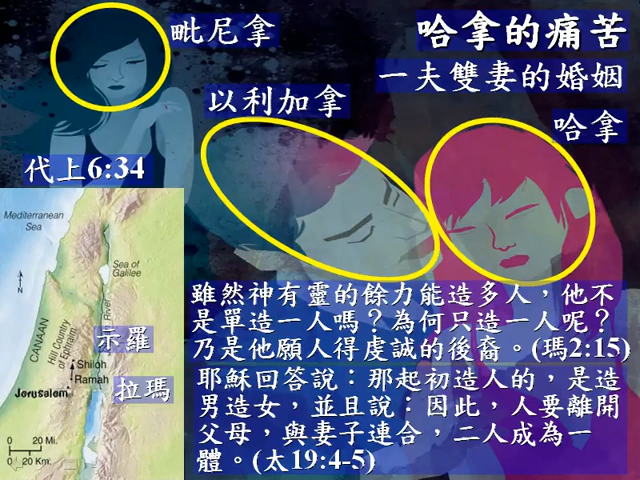 毗尼拿
哈拿的痛苦
一夫雙妻的婚姻
以利加拿
哈拿
代上6:34
Mediterranean
Sea
Sea of
Galilee
N
CANAAN
Hill Country
of Ephraim
River
示羅
Shiloh
Ramah
Jerusalem
拉瑪
0 20 Mi.
0 20 Km.
雖然神有靈的餘力能造多人，他不
是單造一人嗎？為何只造一人呢？
乃是他願人得虔誠的後裔。(瑪2:15)
耶穌回答說：那起初造人的，是造
男造女，並且說：因此，人要離開
父母，與妻子連合，二人成為一
體。(太19:4-5)